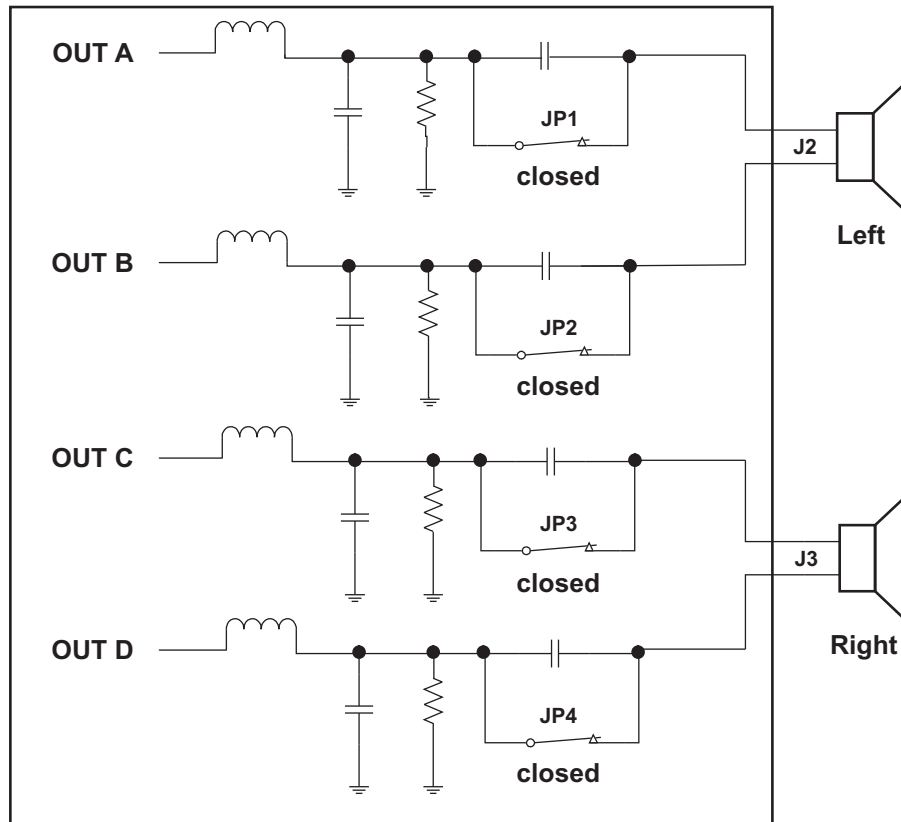 OUT A
JP1
closed
J2
Left
OUT B
JP2
closed
OUT C
JP3
closed
J3
Right
OUT D
JP4
closed